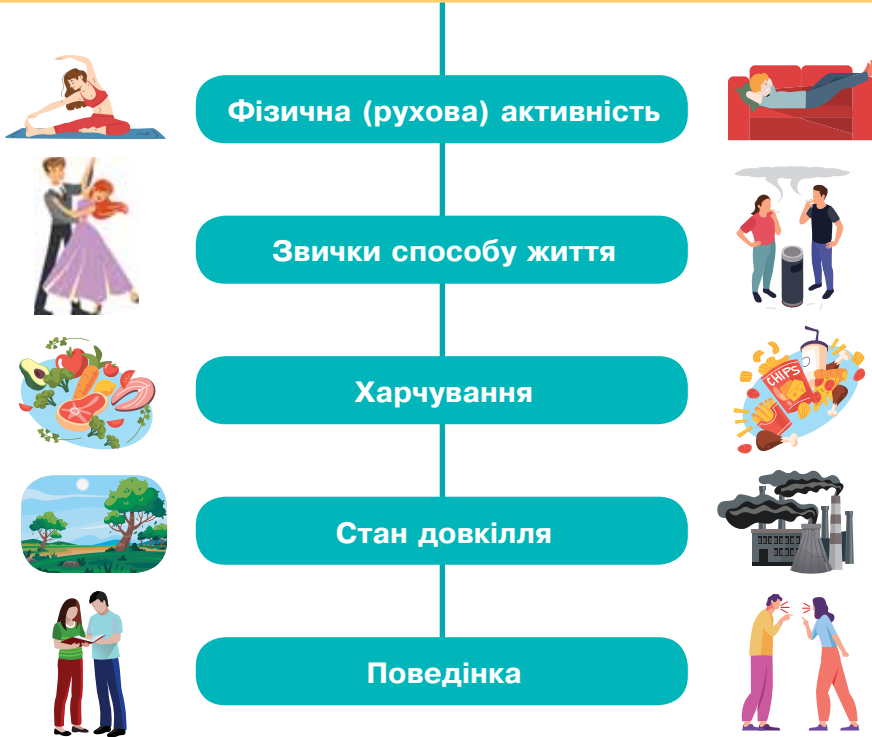 Фізична (рухова) активність
Звички способу життя
CHIPS
Харчування
Стан довкілля
Поведінка